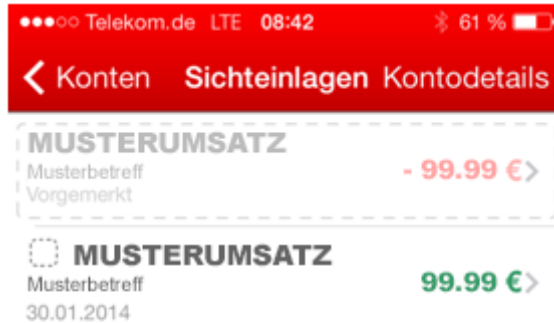 Telekom.de LTE 08:42 61 %
Konten Sichteinlagen Kontodetails
MUSTERUMSATZ
Musterbetreff - 99.99 €
Vorgemerkt
MUSTERUMSATZ
Musterbetreff 99.99 €
30.01.2014